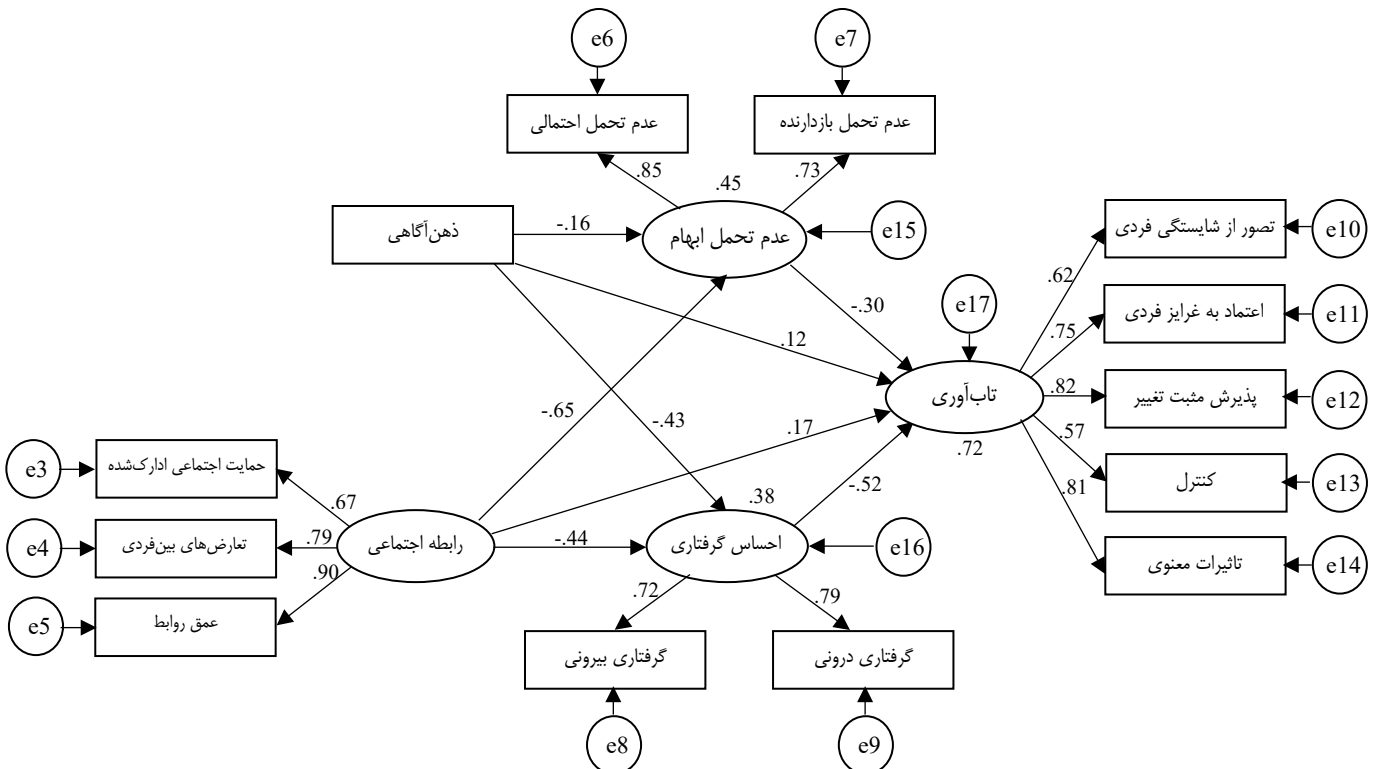 e6
e7
عدم تحمل احتمالی
عدم تحمل بازدارنده
.85
.45
.73
ذهن‌آگاهی
-.16
عدم تحمل ابهام
e15
تصور از شایستگی فردی
e10
.62
-.30
e17
اعتماد به غرایز فردی
e11
.75
.12
تاب‌آوری
.82
پذیرش مثبت تغییر
e12
-.65
-.43
.17
.72
.57
e3
حمایت اجتماعی ادارک‌شده
.67
.38
-.52
.81
کنترل
e13
e4
تعارض‌های بین‌فردی
.79
رابطه اجتماعی
-.44
احساس گرفتاری
e16
تاثیرات معنوی
e14
.90
e5
عمق روابط
.72
.79
گرفتاری بیرونی
گرفتاری درونی
e8
e9